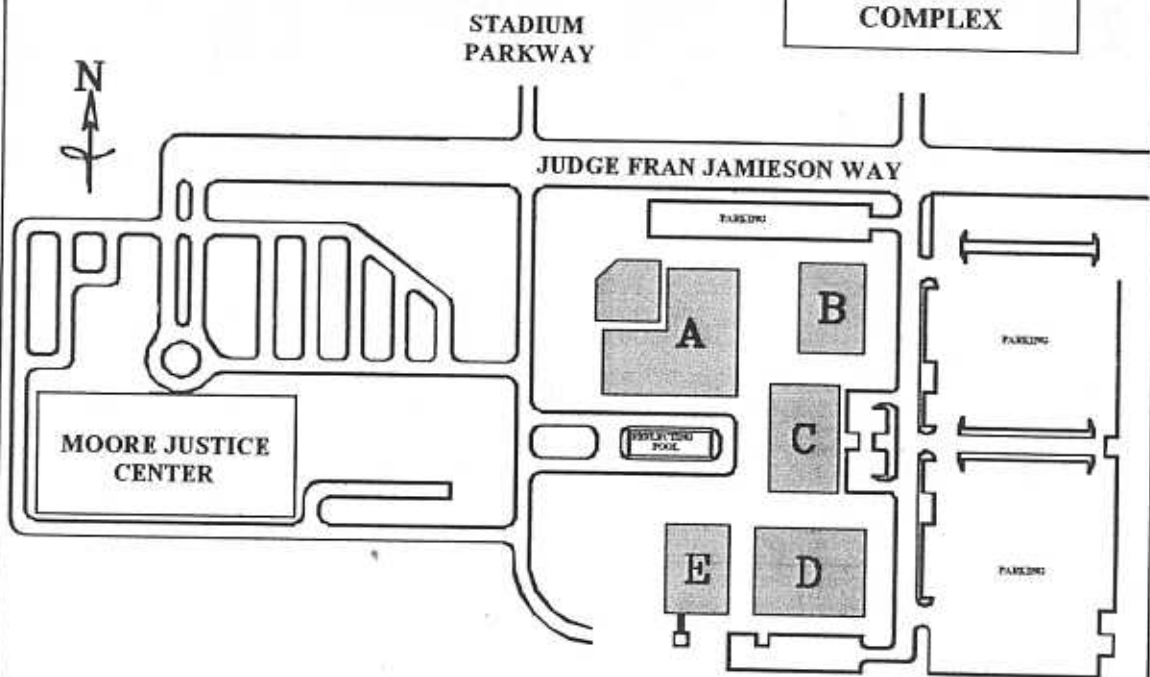 COMPLEX
STADIUM
PARKWAY
N
JUDGE FRAN JAMIESON WAY
PARKING
A
B
PARKING
C
REFLECTING
POOL
MOORE JUSTICE
CENTER
E
D
PARKING